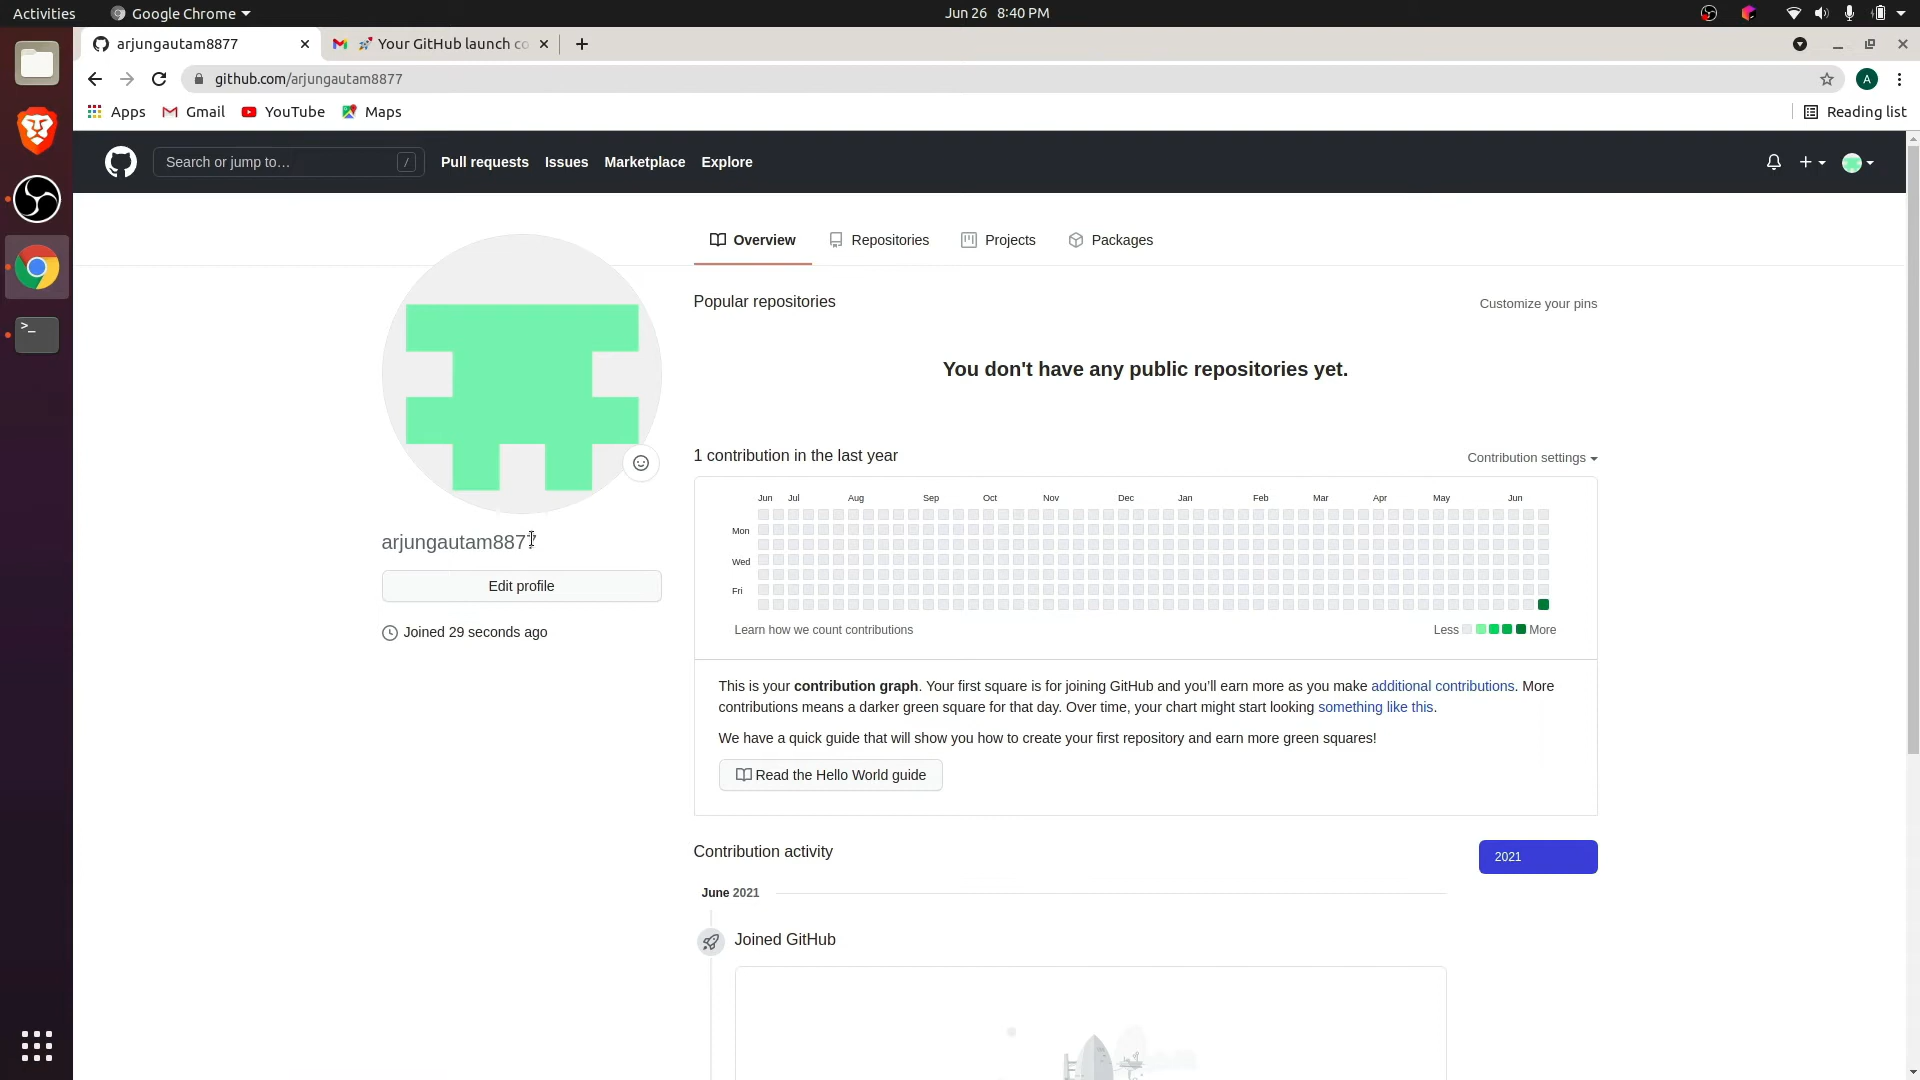 Activities
Google Chrome
Jun 26 8:40 PM
arjungautam8877
🚀 Your GitHub launch co
github.com/arjungautam8877
A
Apps
Gmail
YouTube
Maps
Reading list
Search or jump to…
/
Pull requests
Issues
Marketplace
Explore
Overview
Repositories
Projects
Packages
Popular repositories
Customize your pins
You don't have any public repositories yet.
arjungautam8877
Edit profile
Joined 29 seconds ago
1 contribution in the last year
Contribution settings
Jun Jul Aug Sep Oct Nov Dec Jan Feb Mar Apr May Jun
Mon
Wed
Fri
Learn how we count contributions
Less
More
This is your contribution graph. Your first square is for joining GitHub and you’ll earn more as you make additional contributions. More
contributions means a darker green square for that day. Over time, your chart might start looking something like this.
We have a quick guide that will show you how to create your first repository and earn more green squares!
Read the Hello World guide
Contribution activity
2021
June 2021
Joined GitHub